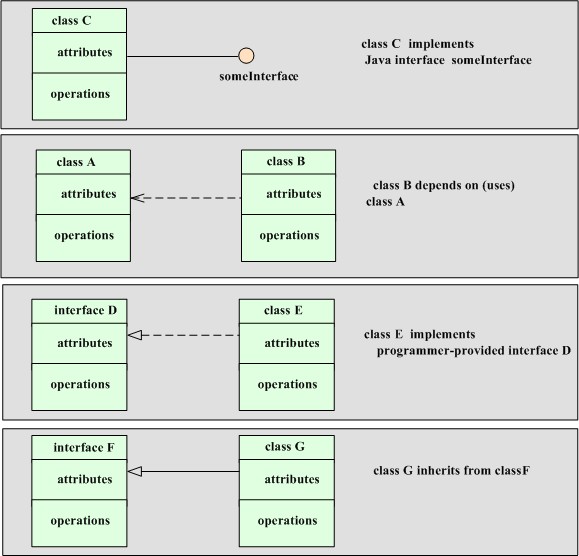 class C
attributes
operations
someInterface
class C implements
Java interface someInterface
class A
attributes
operations
class B
attributes
operations
class B depends on (uses)
class A
interface D
attributes
operations
class E
attributes
operations
class E implements
programmer-provided interface D
interface F
attributes
operations
class G
attributes
operations
class G inherits from classF